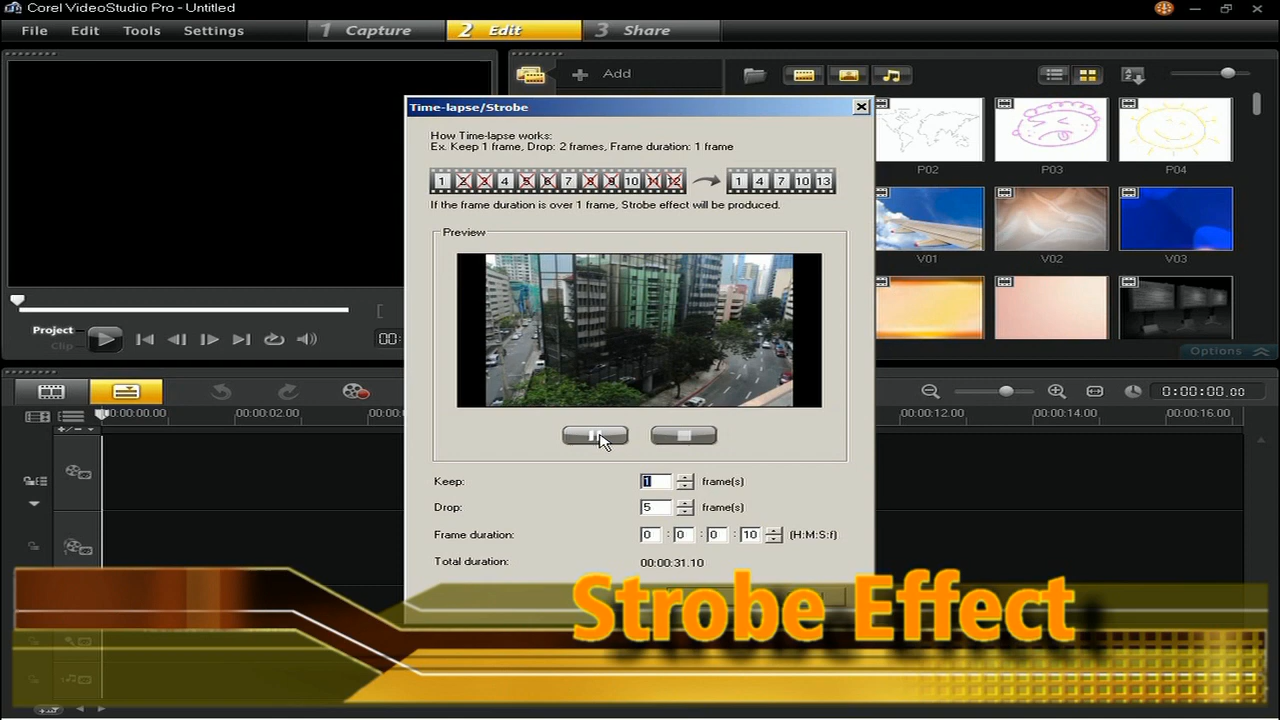 Corel VideoStudio Pro - Untitled
File Edit Tools Settings 1 Capture 2 Edit 3 Share
Add
Time-lapse/Strobe
How Time-lapse works:
Ex. Keep 1 frame, Drop: 2 frames, Frame duration: 1 frame
1 2 3 4 5 6 7 8 9 10 11 12 1 4 7 10 13
If the frame duration is over 1 frame, Strobe effect will be produced.
Preview
P02 P03 P04
V01 V02 V03
Project
Clip
[
00:
Options
Keep: 1 frame(s)
Drop: 5 frame(s)
Frame duration: 0 : 0 : 0 : 10 (H:M:S:f)
Total duration: 00:00:31.10
0:00:00.00
00:00:00.00 00:00:02.00 00:00:12.00 00:00:14.00 00:00:16.00
Strobe Effect